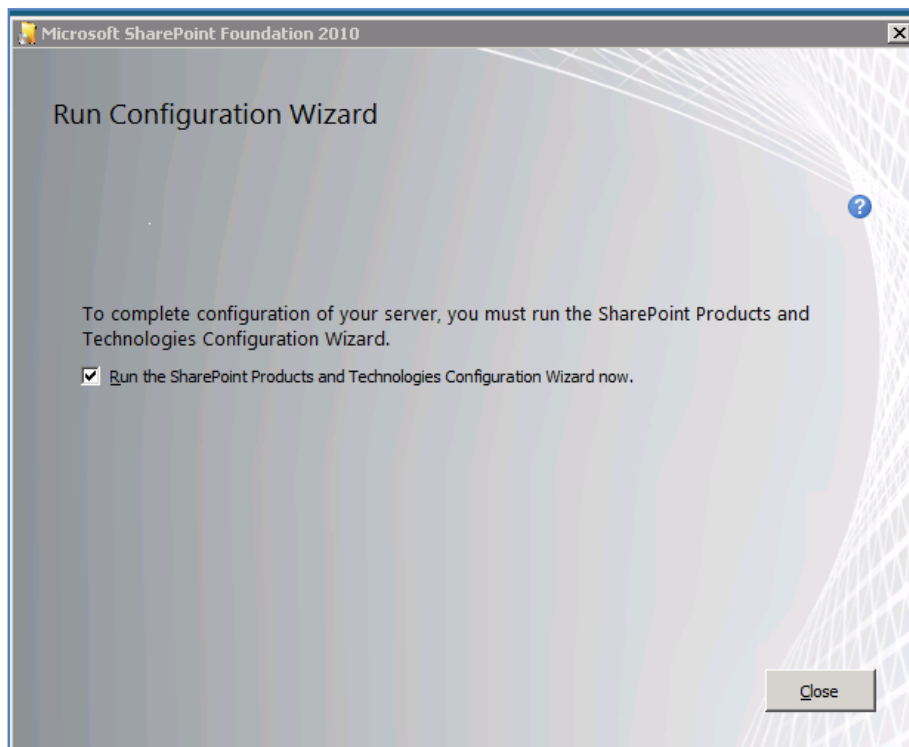 Microsoft SharePoint Foundation 2010
Run Configuration Wizard
?
To complete configuration of your server, you must run the SharePoint Products and
Technologies Configuration Wizard.
Run the SharePoint Products and Technologies Configuration Wizard now.
Close